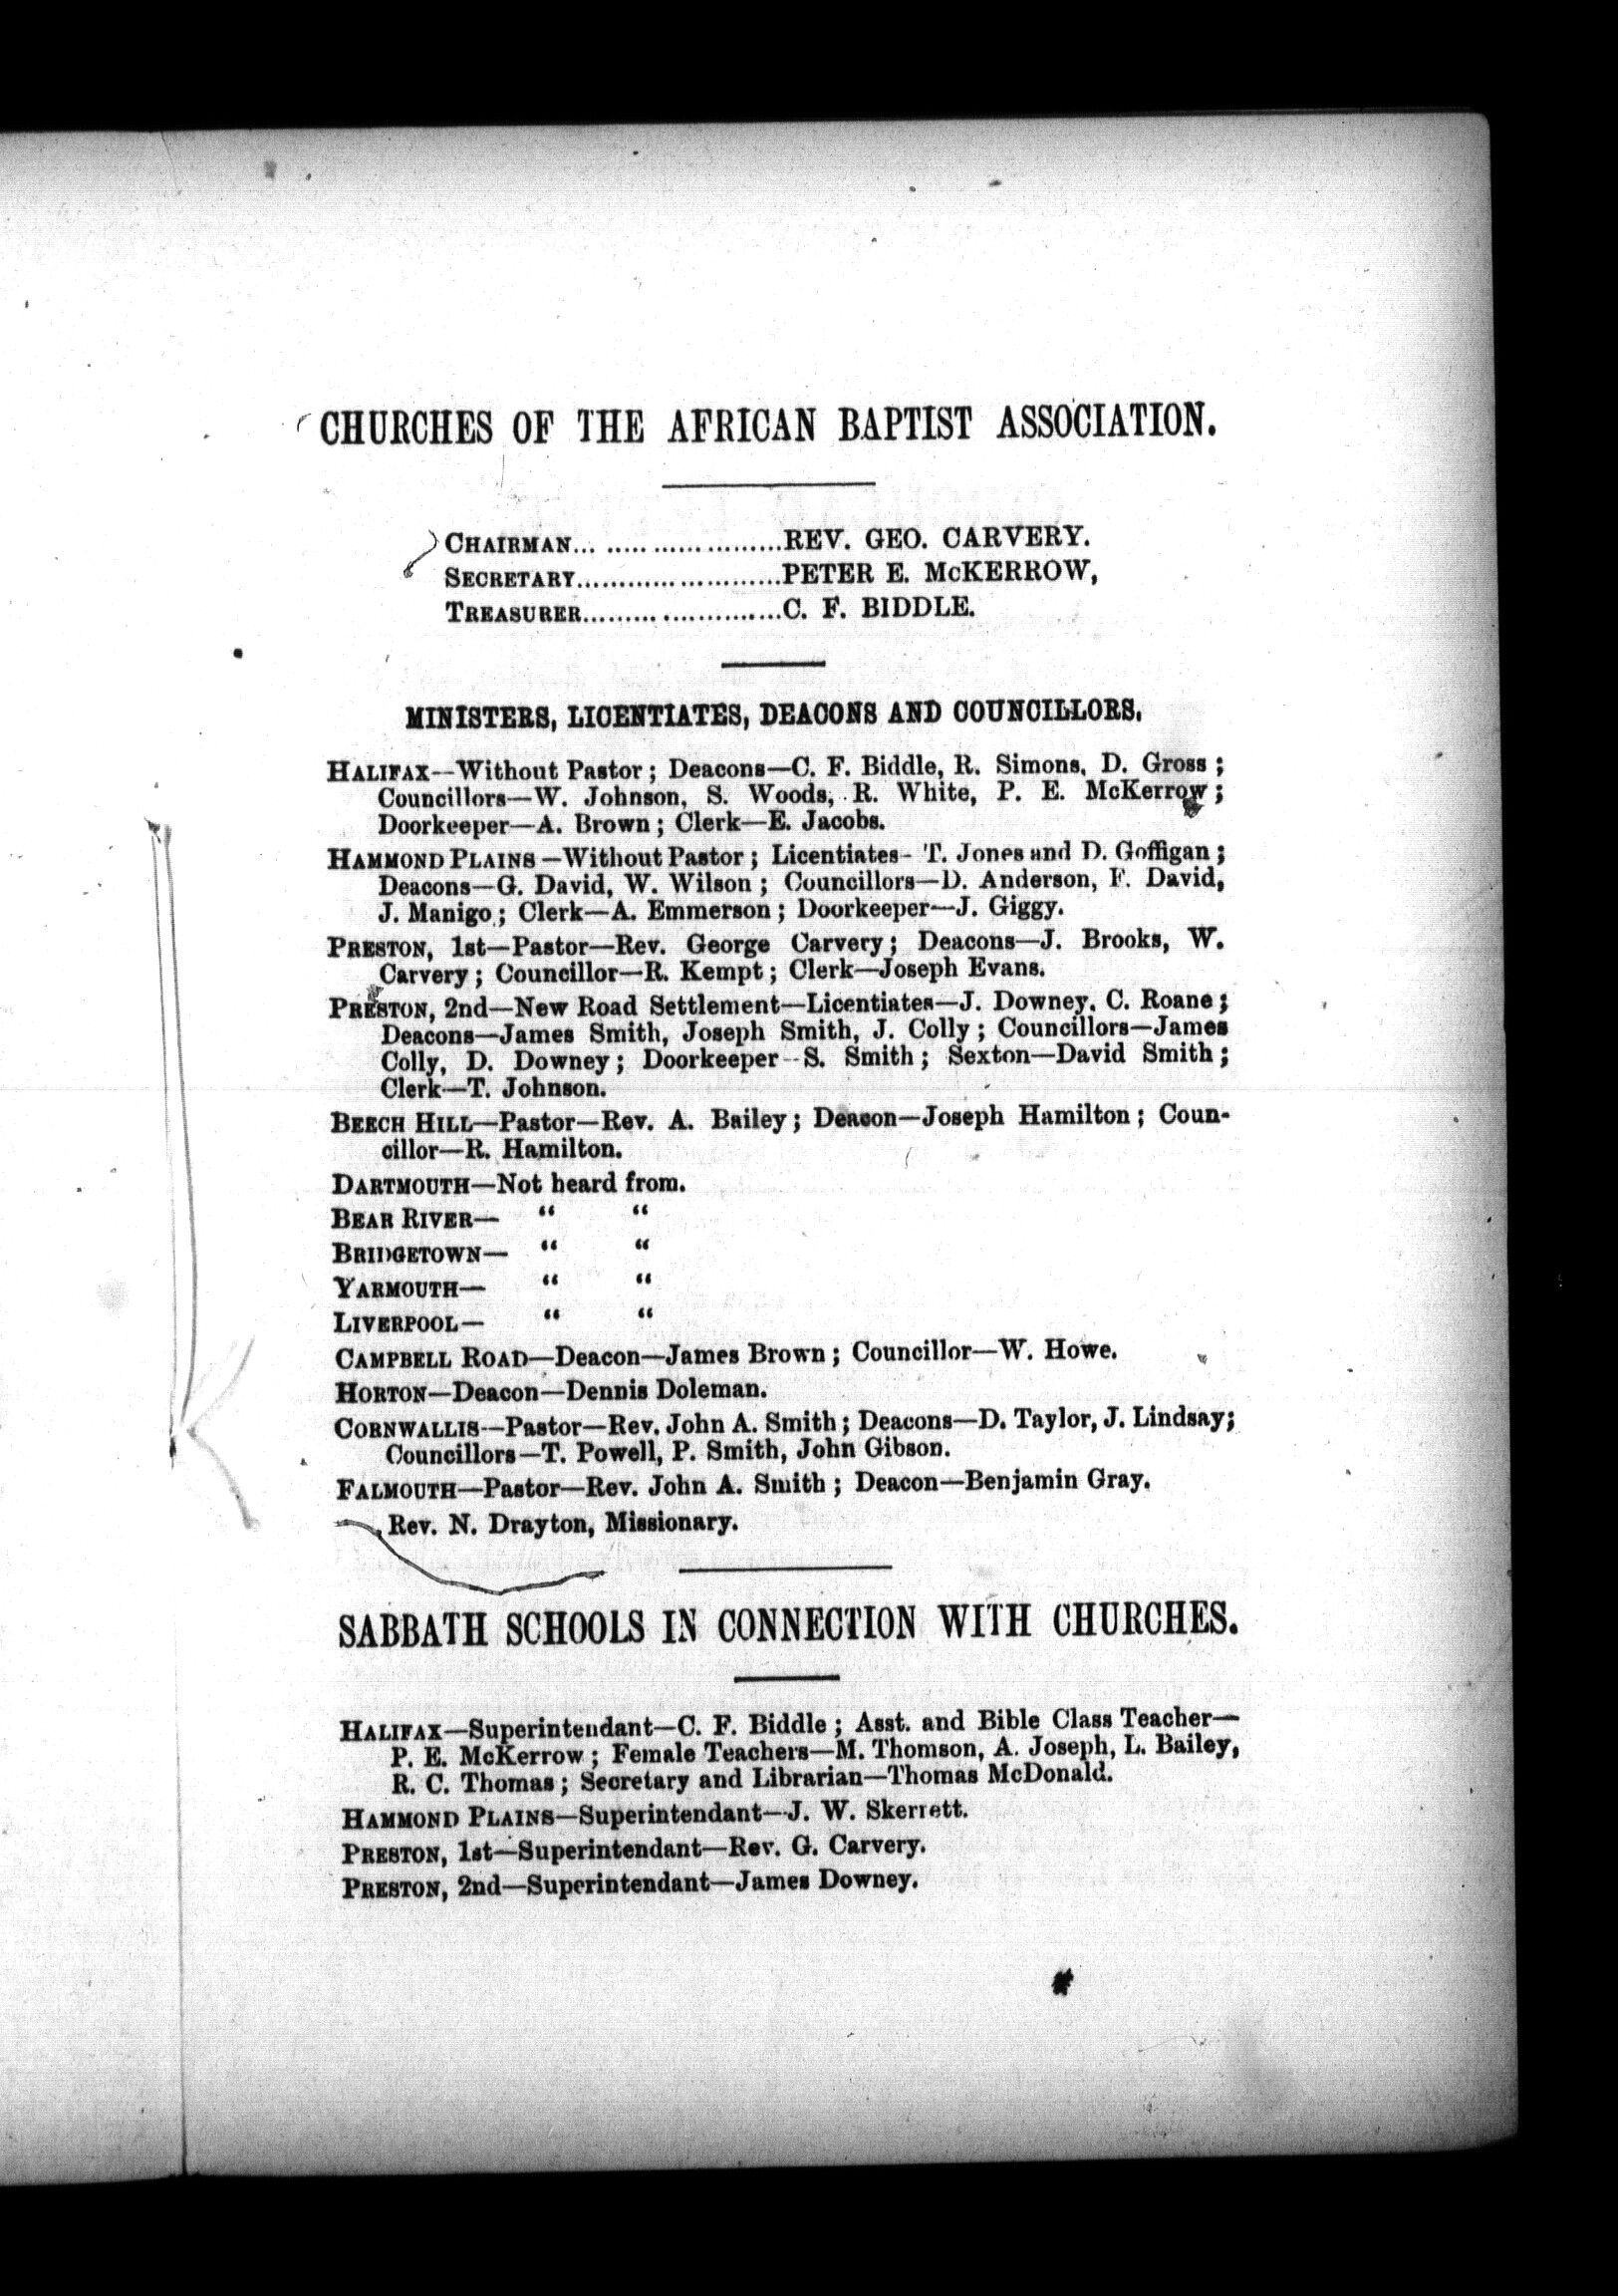 CHURCHES OF THE AFRICAN BAPTIST ASSOCIATION.
CHAIRMAN... ..... ...... .........REV. GEO. CARVERY.
SECRETARY........................PETER E. McKERROW,
TREASURER........................C. F. BIDDLE.
MINISTERS, LICENTIATES, DEACONS AND COUNCILLORS.
HALIFAX—Without Pastor; Deacons—C. F. Biddle, R. Simons, D. Gross;
Councillors—W. Johnson, S. Woods, R. White, P. E. McKerrow;
Doorkeeper—A. Brown; Clerk—E. Jacobs.
HAMMOND PLAINS—Without Pastor; Licentiates- T. Jones and D. Goffigan;
Deacons—G. David, W. Wilson; Councillors—D. Anderson, F. David,
J. Manigo; Clerk—A. Emmerson; Doorkeeper—J. Giggy.
PRESTON, 1st—Pastor—Rev. George Carvery; Deacons—J. Brooks, W.
Carvery; Councillor—R. Kempt; Clerk—Joseph Evans.
PRESTON, 2nd—New Road Settlement—Licentiates—J. Downey, C. Roane;
Deacons—James Smith, Joseph Smith, J. Colly; Councillors—James
Colly, D. Downey; Doorkeeper--S. Smith; Sexton—David Smith;
Clerk—T. Johnson.
BEECH HILL—Pastor—Rev. A. Bailey; Deacon—Joseph Hamilton; Coun-
cillor—R. Hamilton.
DARTMOUTH—Not heard from.
BEAR RIVER— “ “
BRIDGETOWN— “ “
YARMOUTH— “ “
LIVERPOOL— “ “
CAMPBELL ROAD—Deacon—James Brown; Councillor—W. Howe.
HORTON—Deacon—Dennis Doleman.
CORNWALLIS—Pastor—Rev. John A. Smith; Deacons—D. Taylor, J. Lindsay;
Councillors—T. Powell, P. Smith, John Gibson.
FALMOUTH—Pastor—Rev. John A. Smith; Deacon—Benjamin Gray.
Rev. N. Drayton, Missionary.
SABBATH SCHOOLS IN CONNECTION WITH CHURCHES.
HALIFAX—Superintendant—C. F. Biddle; Asst. and Bible Class Teacher—
P. E. McKerrow; Female Teachers—M. Thomson, A. Joseph, L. Bailey,
R. C. Thomas; Secretary and Librarian—Thomas McDonald.
HAMMOND PLAINS—Superintendant—J. W. Skerrett.
PRESTON, 1st—Superintendant—Rev. G. Carvery.
PRESTON, 2nd—Superintendant—James Downey.